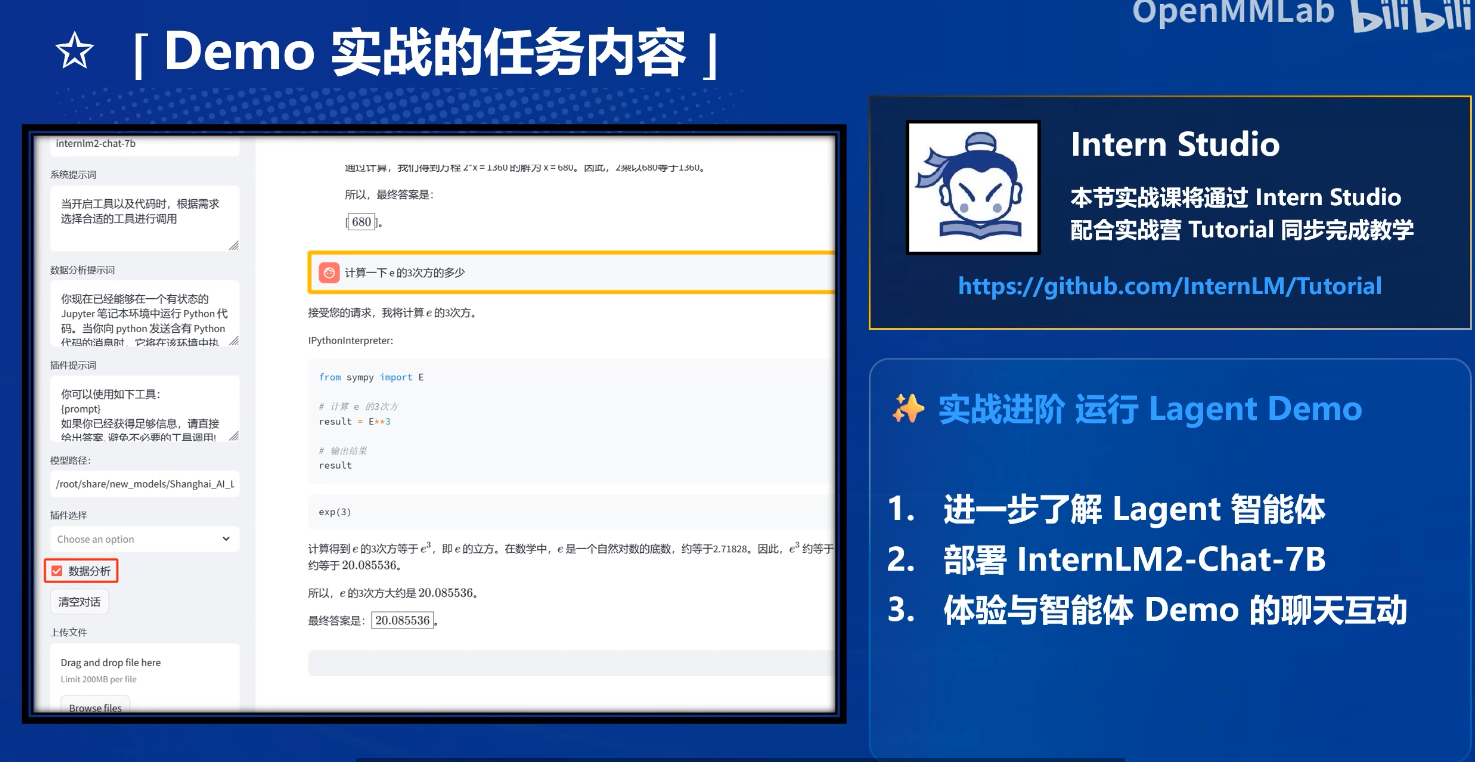 OpenMMLab bilibili
☆ [ Demo 实战的任务内容 ]
internlm2-chat-7b
系统提示词
当开启工具以及代码时，根据需求
选择合适的工具进行调用
数据分析提示词
你现在已经能够在一个有状态的
Jupyter 笔记本环境中运行 Python 代
码。当你向 python 发送含有 Python
代码的消息时，它将在该环境中执
插件提示词
你可以使用如下工具：
{prompt}
如果你已经获得足够信息，请直接
给出答案. 避免不必要的工具调用!
模型路径：
/root/share/new_models/Shanghai_AI_L
插件选择
Choose an option
数据分析
清空对话
上传文件
Drag and drop file here
Limit 200MB per file
Browse files
通过计算，我们得到方程 2*x = 1360 的解为 x = 680。因此，2乘以680等于1360。
所以，最终答案是：
[680]。
计算一下 e 的3次方的多少
接受您的请求，我将计算 e 的3次方。
IPythonInterpreter:
from sympy import E
# 计算 e 的3次方
result = E**3
# 输出结果
result
exp(3)
计算得到 e 的3次方等于 e³，即 e 的立方。在数学中，e 是一个自然对数的底数，约等于2.71828。因此，e³ 约等于
约等于 20.085536。
所以，e 的3次方大约是 20.085536。
最终答案是：20.085536。
Intern Studio
本节实战课将通过 Intern Studio
配合实战营 Tutorial 同步完成教学
https://github.com/InternLM/Tutorial
✨ 实战进阶 运行 Lagent Demo
1. 进一步了解 Lagent 智能体
2. 部署 InternLM2-Chat-7B
3. 体验与智能体 Demo 的聊天互动